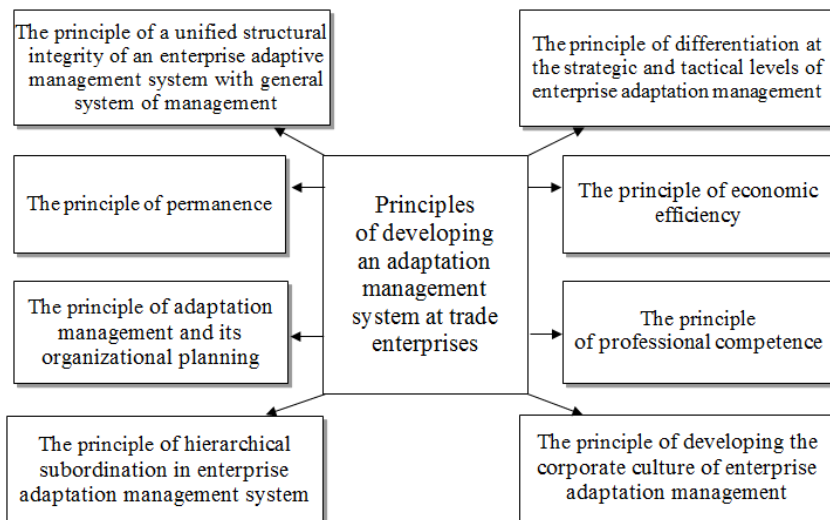 The principle of a unified structural
integrity of an enterprise adaptive
management system with general
system of management
The principle of differentiation at
the strategic and tactical levels of
enterprise adaptation management
The principle of permanence
Principles
of developing
an adaptation
management
system at trade
enterprises
The principle of economic
efficiency
The principle of adaptation
management and its
organizational planning
The principle
of professional competence
The principle of hierarchical
subordination in enterprise
adaptation management system
The principle of developing the
corporate culture of enterprise
adaptation management